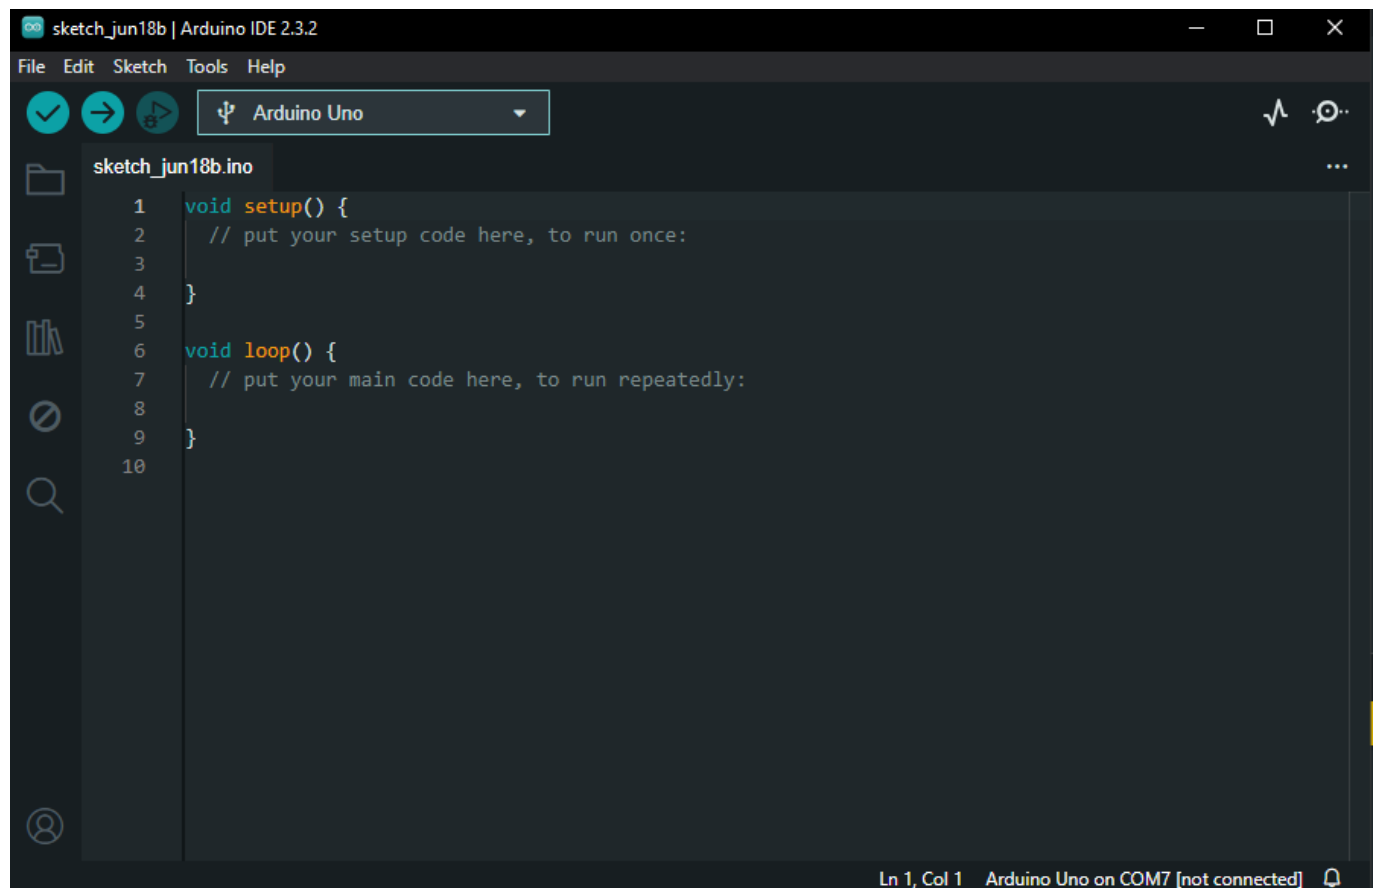 sketch_jun18b | Arduino IDE 2.3.2
File Edit Sketch Tools Help
Arduino Uno
sketch_jun18b.ino
1 void setup() {
2   // put your setup code here, to run once:
3
4 }
5
6 void loop() {
7   // put your main code here, to run repeatedly:
8
9 }
10
Ln 1, Col 1 Arduino Uno on COM7 [not connected]